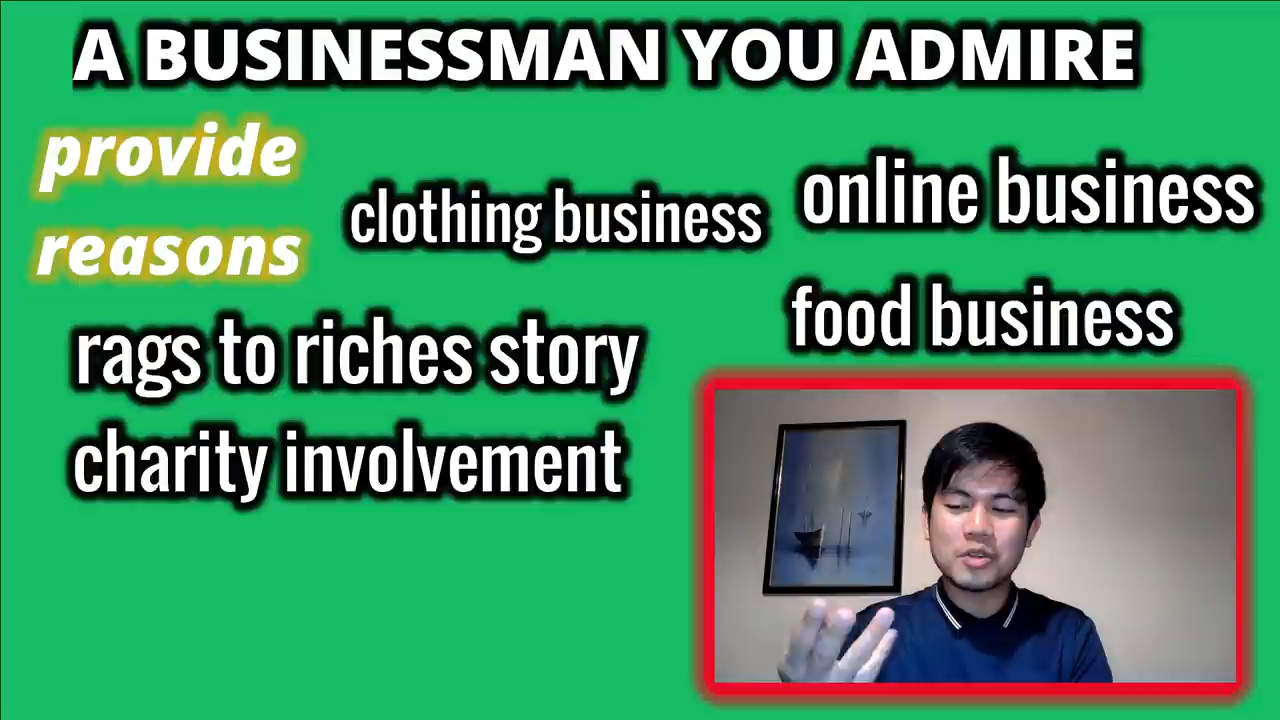 A BUSINESSMAN YOU ADMIRE
provide
reasons
clothing business
online business
food business
rags to riches story
charity involvement